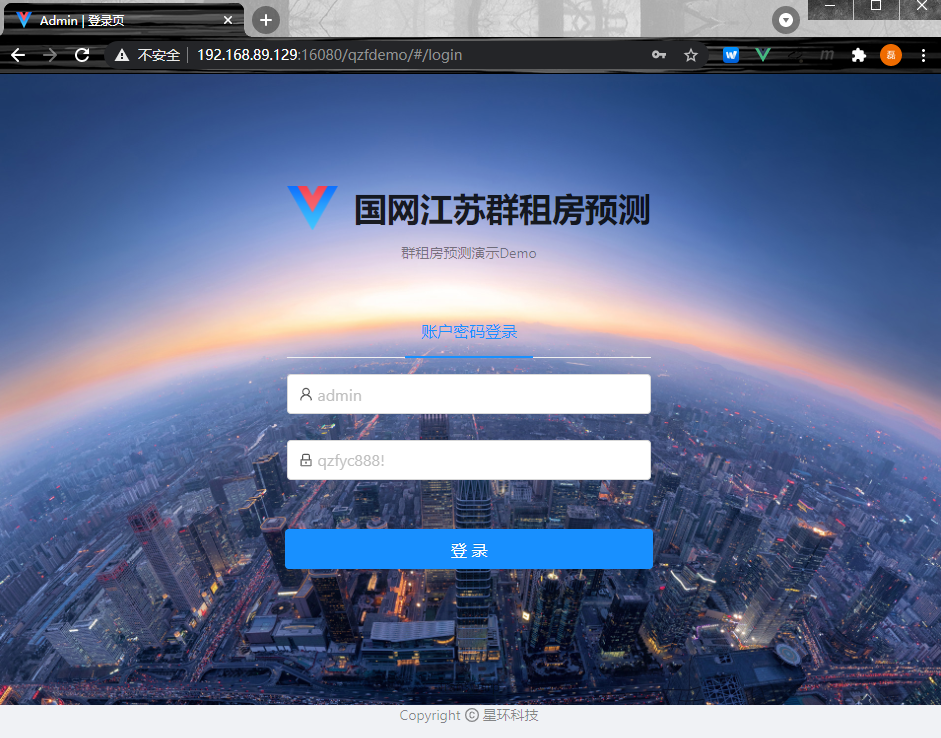 Admin | 登录页
不安全 192.168.89.129:16080/qzfdemo/#/login
国网江苏群租房预测
群租房预测演示Demo
账户密码登录
admin
qzfyc888!
登 录
Copyright © 星环科技